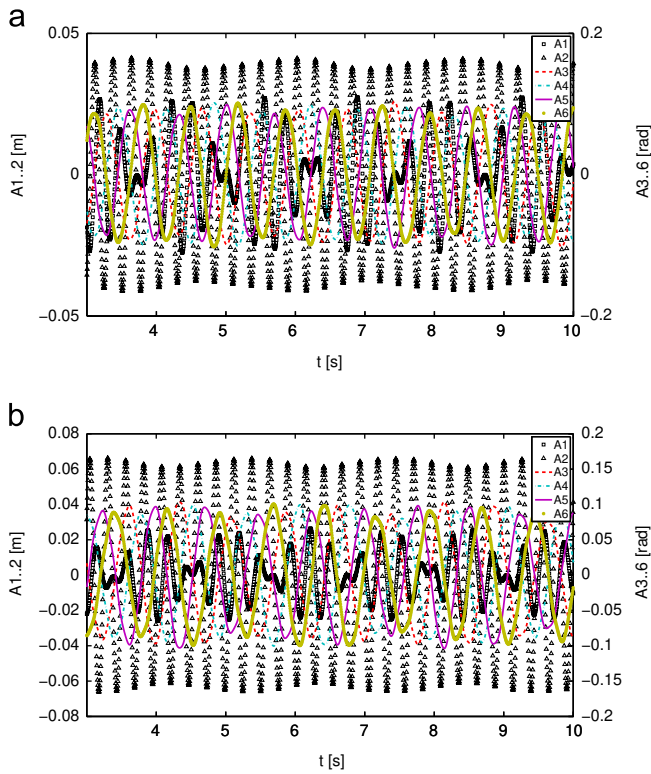 a
0.05
0.2
A1
A2
A3
A4
A5
A6
A1..2 [m]
0
0
A3..6 [rad]
−0.05
−0.2
4
5
6
7
8
9
10
t [s]
b
0.08
0.2
A1
A2
A3
A4
A5
A6
0.06
0.15
0.04
0.1
0.02
0.05
A1..2 [m]
0
0
A3..6 [rad]
−0.02
−0.05
−0.04
−0.1
−0.06
−0.15
−0.08
−0.2
4
5
6
7
8
9
10
t [s]